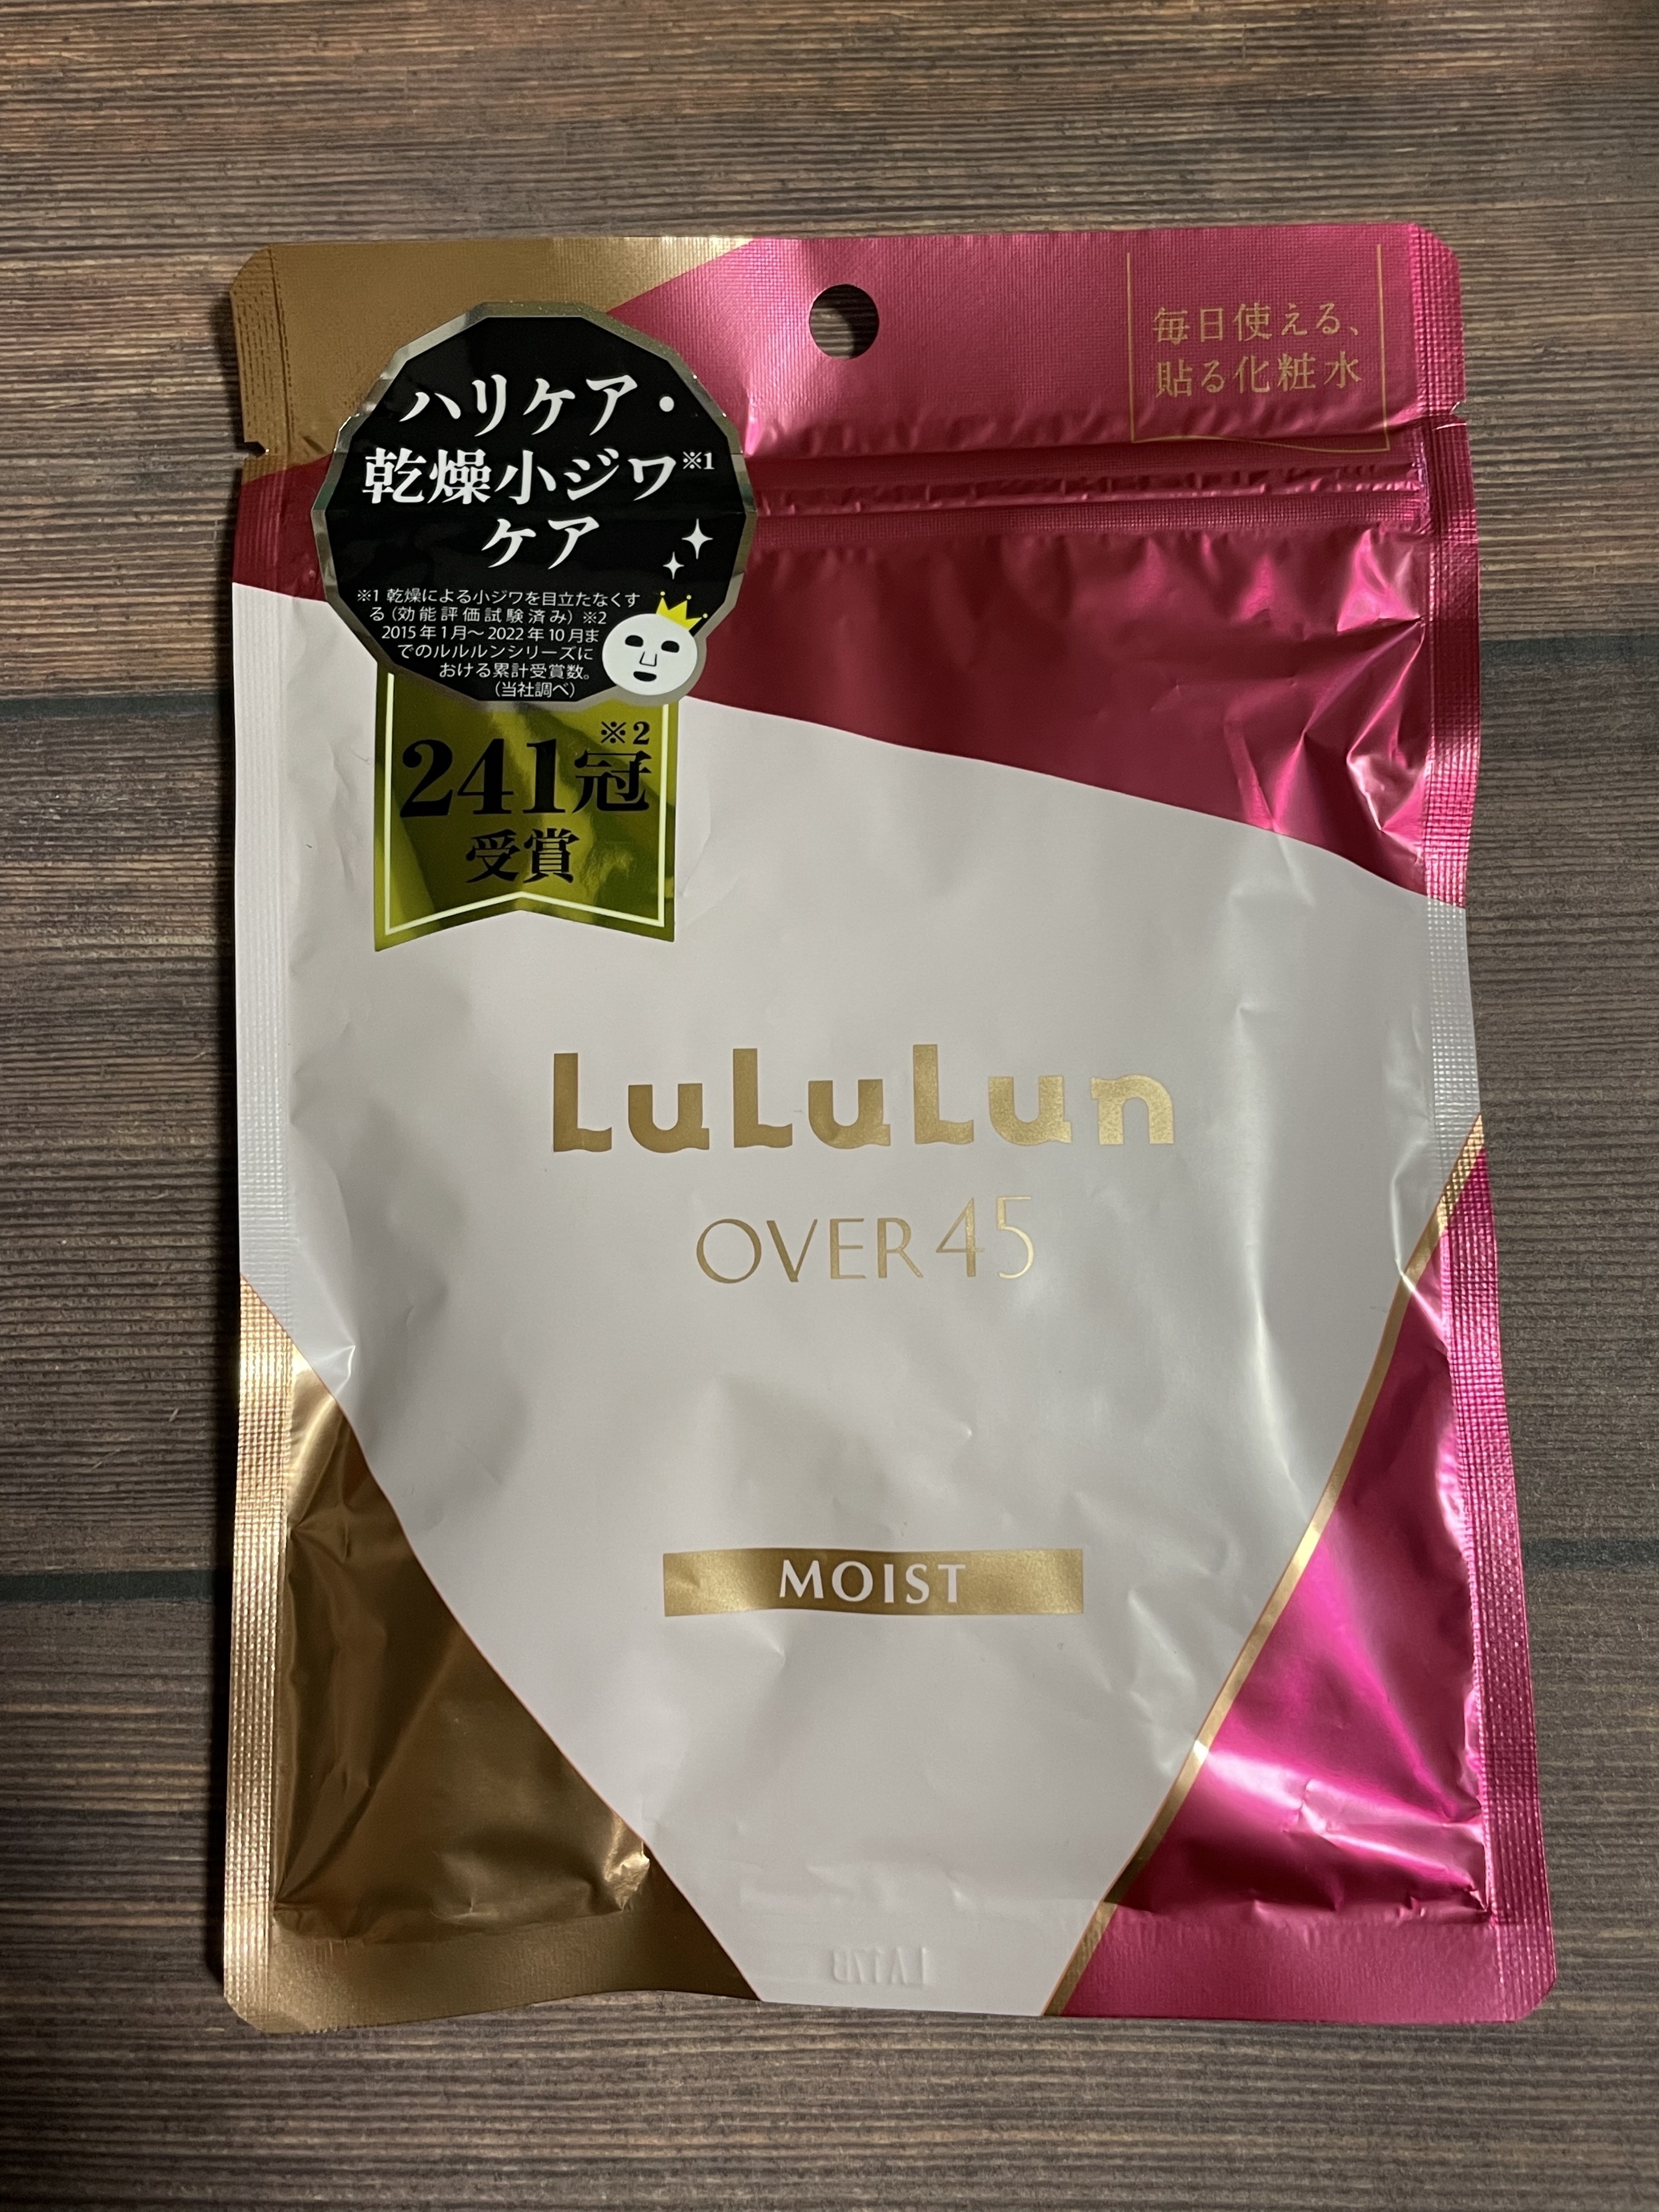 毎日使える、
貼る化粧水
ハリケア・
乾燥小ジワ※1
ケア
※1 乾燥による小ジワを目立たなくす
る（効能評価試験済み）※2
2015年1月〜2022年10月ま
でのルルルンシリーズに
おける累計受賞数。
（当社調べ）
※2
241冠
受賞
LuLuLun
OVER45
MOIST